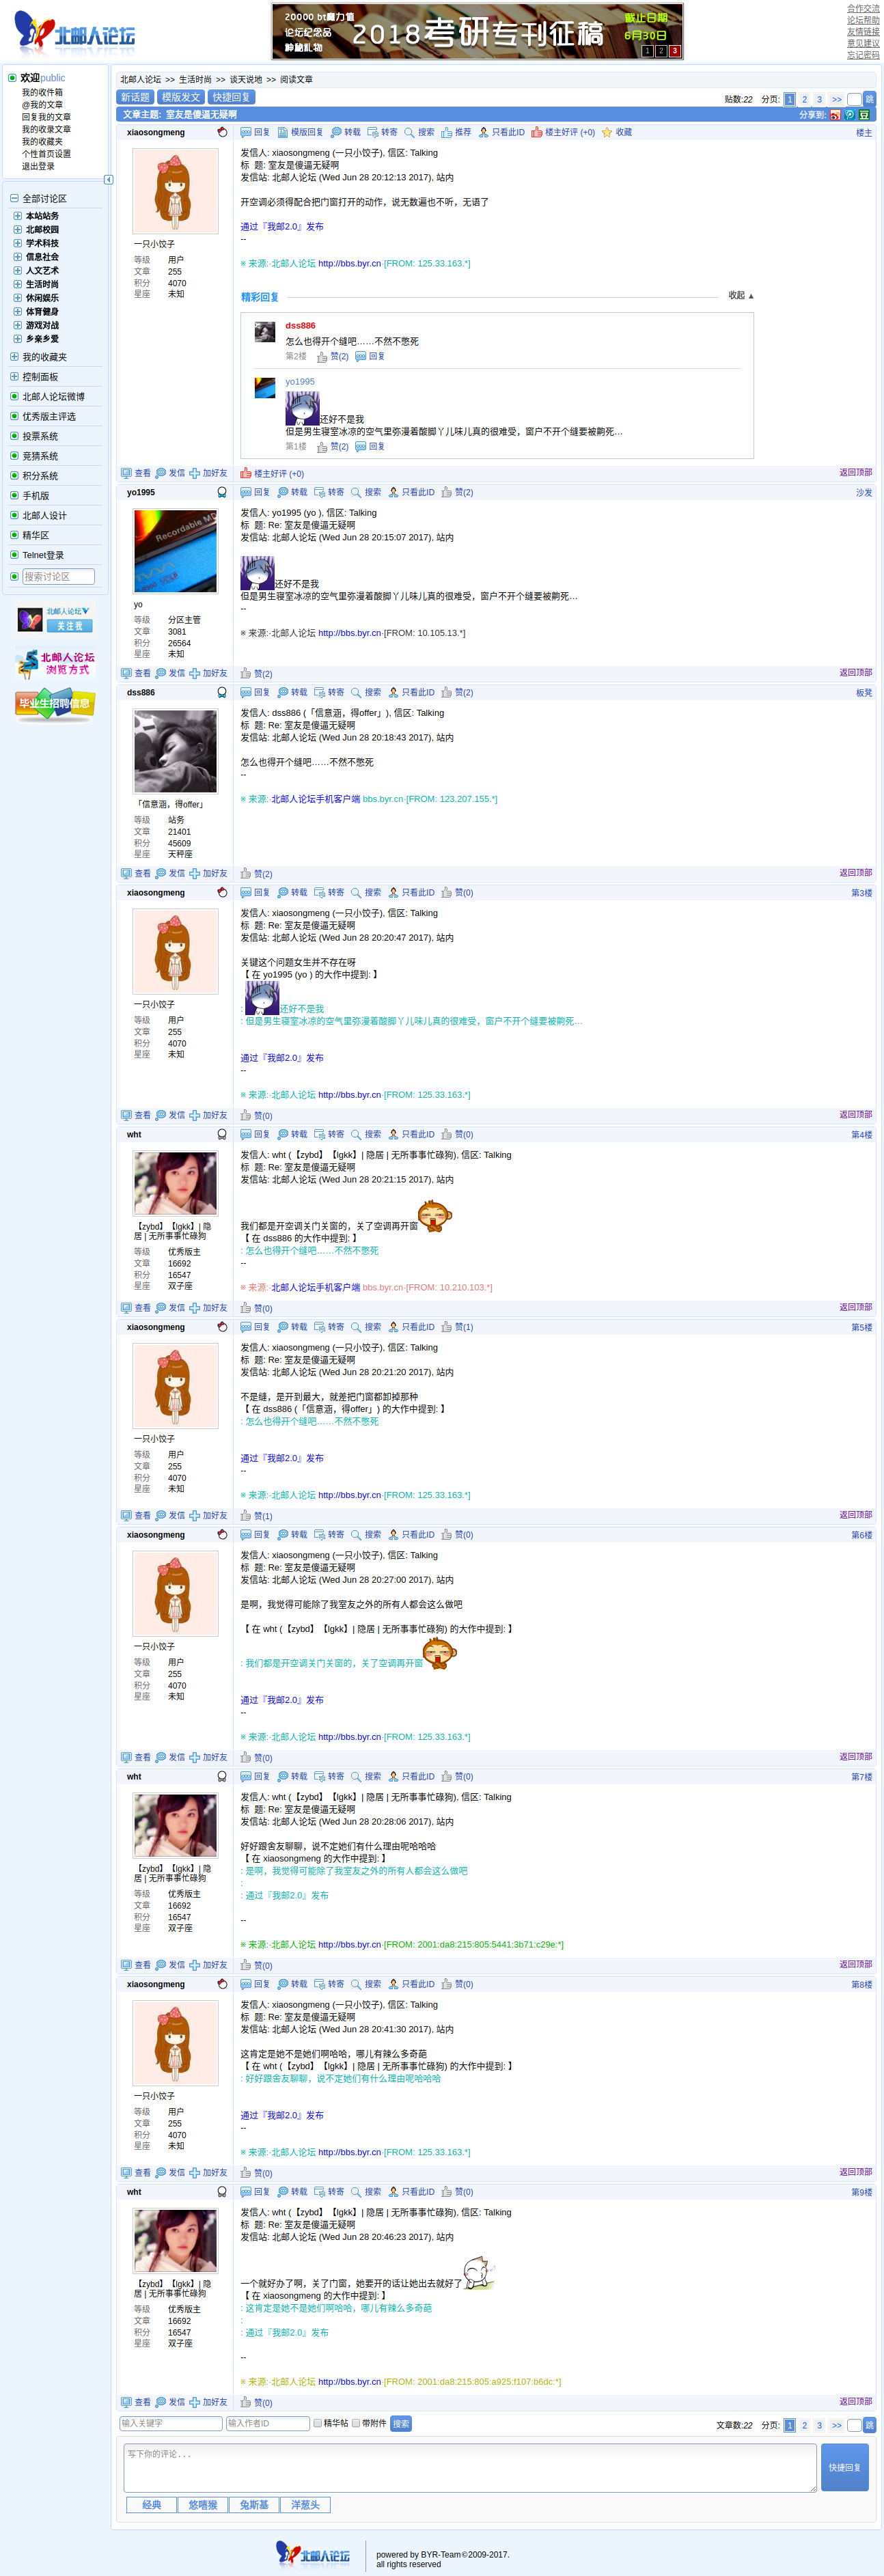 北邮人论坛
20000 bt魔力值
论坛纪念品
神秘礼物
2018考研专刊征稿
截止日期
6月30日
1 2 3
合作交流
论坛帮助
友情链接
意见建议
忘记密码
欢迎public
我的收件箱
@我的文章
回复我的文章
我的收录文章
我的收藏夹
个性首页设置
退出登录
全部讨论区
本站站务
北邮校园
学术科技
信息社会
人文艺术
生活时尚
休闲娱乐
体育健身
游戏对战
乡亲乡爱
我的收藏夹
控制面板
北邮人论坛微博
优秀版主评选
投票系统
竞猜系统
积分系统
手机版
北邮人设计
精华区
Telnet登录
搜索讨论区
北邮人论坛
关注我
北邮人论坛
浏览方式
毕业生招聘信息
北邮人论坛 >> 生活时尚 >> 谈天说地 >> 阅读文章
新话题 模版发文 快捷回复
贴数:22 分页: 1 2 3 >> 跳
文章主题: 室友是傻逼无疑啊
分享到:
xiaosongmeng
回复 模版回复 转载 转寄 搜索 推荐 只看此ID 楼主好评 (+0) 收藏
楼主
一只小饺子
等级 用户
文章 255
积分 4070
星座 未知
发信人: xiaosongmeng (一只小饺子), 信区: Talking
标 题: 室友是傻逼无疑啊
发信站: 北邮人论坛 (Wed Jun 28 20:12:13 2017), 站内
开空调必须得配合把门窗打开的动作，说无数遍也不听，无语了
通过『我邮2.0』发布
--
※ 来源:·北邮人论坛 http://bbs.byr.cn·[FROM: 125.33.163.*]
精彩回复
收起 ▲
dss886
怎么也得开个缝吧……不然不憋死
第2楼 赞(2) 回复
yo1995
还好不是我
但是男生寝室冰凉的空气里弥漫着酸脚丫儿味儿真的很难受，窗户不开个缝要被齁死…
第1楼 赞(2) 回复
查看 发信 加好友
楼主好评 (+0)
返回顶部
yo1995
回复 转载 转寄 搜索 只看此ID 赞(2)
沙发
yo
等级 分区主管
文章 3081
积分 26564
星座 未知
发信人: yo1995 (yo ), 信区: Talking
标 题: Re: 室友是傻逼无疑啊
发信站: 北邮人论坛 (Wed Jun 28 20:15:07 2017), 站内
还好不是我
但是男生寝室冰凉的空气里弥漫着酸脚丫儿味儿真的很难受，窗户不开个缝要被齁死…
--
※ 来源:·北邮人论坛 http://bbs.byr.cn·[FROM: 10.105.13.*]
查看 发信 加好友
赞(2)
返回顶部
dss886
回复 转载 转寄 搜索 只看此ID 赞(2)
板凳
「信意涵，得offer」
等级 站务
文章 21401
积分 45609
星座 天秤座
发信人: dss886 (「信意涵，得offer」), 信区: Talking
标 题: Re: 室友是傻逼无疑啊
发信站: 北邮人论坛 (Wed Jun 28 20:18:43 2017), 站内
怎么也得开个缝吧……不然不憋死
--
※ 来源:·北邮人论坛手机客户端 bbs.byr.cn·[FROM: 123.207.155.*]
查看 发信 加好友
赞(2)
返回顶部
xiaosongmeng
回复 转载 转寄 搜索 只看此ID 赞(0)
第3楼
一只小饺子
等级 用户
文章 255
积分 4070
星座 未知
发信人: xiaosongmeng (一只小饺子), 信区: Talking
标 题: Re: 室友是傻逼无疑啊
发信站: 北邮人论坛 (Wed Jun 28 20:20:47 2017), 站内
关键这个问题女生并不存在呀
【 在 yo1995 (yo ) 的大作中提到: 】
: 还好不是我
: 但是男生寝室冰凉的空气里弥漫着酸脚丫儿味儿真的很难受，窗户不开个缝要被齁死…
通过『我邮2.0』发布
--
※ 来源:·北邮人论坛 http://bbs.byr.cn·[FROM: 125.33.163.*]
查看 发信 加好友
赞(0)
返回顶部
wht
回复 转载 转寄 搜索 只看此ID 赞(0)
第4楼
【zybd】【lgkk】| 隐
居 | 无所事事忙碌狗
等级 优秀版主
文章 16692
积分 16547
星座 双子座
发信人: wht (【zybd】【lgkk】| 隐居 | 无所事事忙碌狗), 信区: Talking
标 题: Re: 室友是傻逼无疑啊
发信站: 北邮人论坛 (Wed Jun 28 20:21:15 2017), 站内
我们都是开空调关门关窗的，关了空调再开窗
【 在 dss886 的大作中提到: 】
: 怎么也得开个缝吧……不然不憋死
--
※ 来源:·北邮人论坛手机客户端 bbs.byr.cn·[FROM: 10.210.103.*]
查看 发信 加好友
赞(0)
返回顶部
xiaosongmeng
回复 转载 转寄 搜索 只看此ID 赞(1)
第5楼
一只小饺子
等级 用户
文章 255
积分 4070
星座 未知
发信人: xiaosongmeng (一只小饺子), 信区: Talking
标 题: Re: 室友是傻逼无疑啊
发信站: 北邮人论坛 (Wed Jun 28 20:21:20 2017), 站内
不是缝，是开到最大，就差把门窗都卸掉那种
【 在 dss886 (「信意涵，得offer」) 的大作中提到: 】
: 怎么也得开个缝吧……不然不憋死
通过『我邮2.0』发布
--
※ 来源:·北邮人论坛 http://bbs.byr.cn·[FROM: 125.33.163.*]
查看 发信 加好友
赞(1)
返回顶部
xiaosongmeng
回复 转载 转寄 搜索 只看此ID 赞(0)
第6楼
一只小饺子
等级 用户
文章 255
积分 4070
星座 未知
发信人: xiaosongmeng (一只小饺子), 信区: Talking
标 题: Re: 室友是傻逼无疑啊
发信站: 北邮人论坛 (Wed Jun 28 20:27:00 2017), 站内
是啊，我觉得可能除了我室友之外的所有人都会这么做吧
【 在 wht (【zybd】【lgkk】| 隐居 | 无所事事忙碌狗) 的大作中提到: 】
: 我们都是开空调关门关窗的，关了空调再开窗
通过『我邮2.0』发布
--
※ 来源:·北邮人论坛 http://bbs.byr.cn·[FROM: 125.33.163.*]
查看 发信 加好友
赞(0)
返回顶部
wht
回复 转载 转寄 搜索 只看此ID 赞(0)
第7楼
【zybd】【lgkk】| 隐
居 | 无所事事忙碌狗
等级 优秀版主
文章 16692
积分 16547
星座 双子座
发信人: wht (【zybd】【lgkk】| 隐居 | 无所事事忙碌狗), 信区: Talking
标 题: Re: 室友是傻逼无疑啊
发信站: 北邮人论坛 (Wed Jun 28 20:28:06 2017), 站内
好好跟舍友聊聊，说不定她们有什么理由呢哈哈哈
【 在 xiaosongmeng 的大作中提到: 】
: 是啊，我觉得可能除了我室友之外的所有人都会这么做吧
:
: 通过『我邮2.0』发布
--
※ 来源:·北邮人论坛 http://bbs.byr.cn·[FROM: 2001:da8:215:805:5441:3b71:c29e:*]
查看 发信 加好友
赞(0)
返回顶部
xiaosongmeng
回复 转载 转寄 搜索 只看此ID 赞(0)
第8楼
一只小饺子
等级 用户
文章 255
积分 4070
星座 未知
发信人: xiaosongmeng (一只小饺子), 信区: Talking
标 题: Re: 室友是傻逼无疑啊
发信站: 北邮人论坛 (Wed Jun 28 20:41:30 2017), 站内
这肯定是她不是她们啊哈哈，哪儿有辣么多奇葩
【 在 wht (【zybd】【lgkk】| 隐居 | 无所事事忙碌狗) 的大作中提到: 】
: 好好跟舍友聊聊，说不定她们有什么理由呢哈哈哈
通过『我邮2.0』发布
--
※ 来源:·北邮人论坛 http://bbs.byr.cn·[FROM: 125.33.163.*]
查看 发信 加好友
赞(0)
返回顶部
wht
回复 转载 转寄 搜索 只看此ID 赞(0)
第9楼
【zybd】【lgkk】| 隐
居 | 无所事事忙碌狗
等级 优秀版主
文章 16692
积分 16547
星座 双子座
发信人: wht (【zybd】【lgkk】| 隐居 | 无所事事忙碌狗), 信区: Talking
标 题: Re: 室友是傻逼无疑啊
发信站: 北邮人论坛 (Wed Jun 28 20:46:23 2017), 站内
一个就好办了啊，关了门窗，她要开的话让她出去就好了
【 在 xiaosongmeng 的大作中提到: 】
: 这肯定是她不是她们啊哈哈，哪儿有辣么多奇葩
:
: 通过『我邮2.0』发布
--
※ 来源:·北邮人论坛 http://bbs.byr.cn·[FROM: 2001:da8:215:805:a925:f107:b6dc:*]
查看 发信 加好友
赞(0)
返回顶部
输入关键字 输入作者ID 精华帖 带附件 搜索
文章数:22 分页: 1 2 3 >> 跳
写下你的评论...
快捷回复
经典 悠嘻猴 兔斯基 洋葱头
北邮人论坛
powered by BYR-Team©2009-2017.
all rights reserved